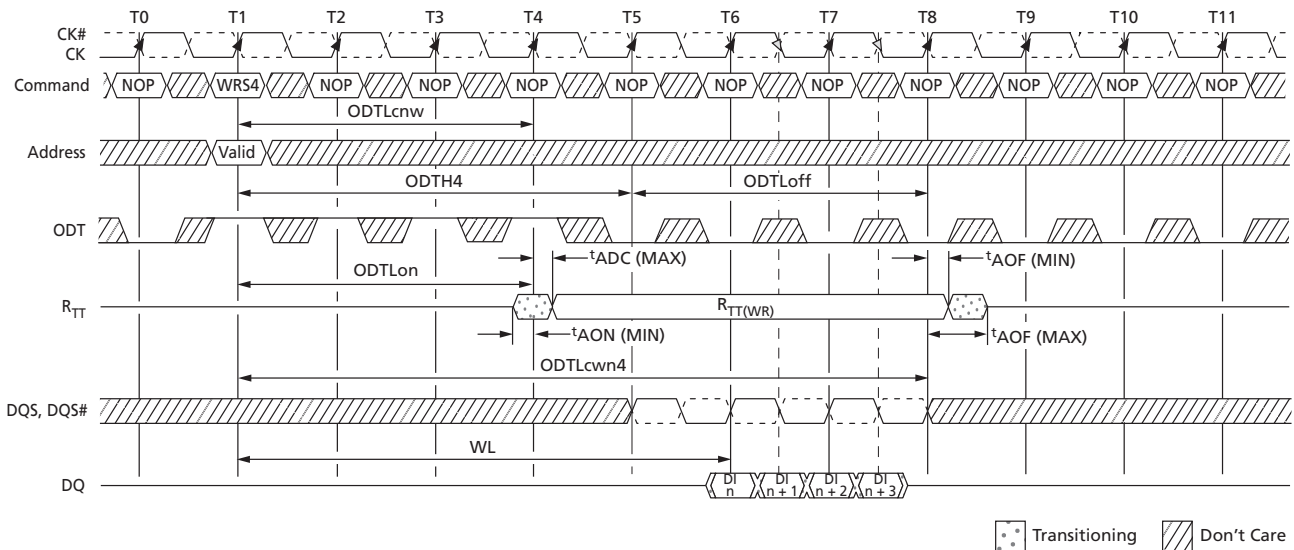 T0 T1 T2 T3 T4 T5 T6 T7 T8 T9 T10 T11
CK#
CK
Command NOP WRS4 NOP NOP NOP NOP NOP NOP NOP NOP NOP NOP
ODTLcnw
Address Valid
ODTH4 ODTLoff
ODT
tADC (MAX) tAOF (MIN)
ODTLon
RTT RTT(WR)
tAON (MIN) tAOF (MAX)
ODTLcwn4
DQS, DQS#
WL
DQ DI n DI n + 1 DI n + 2 DI n + 3
Transitioning Don't Care